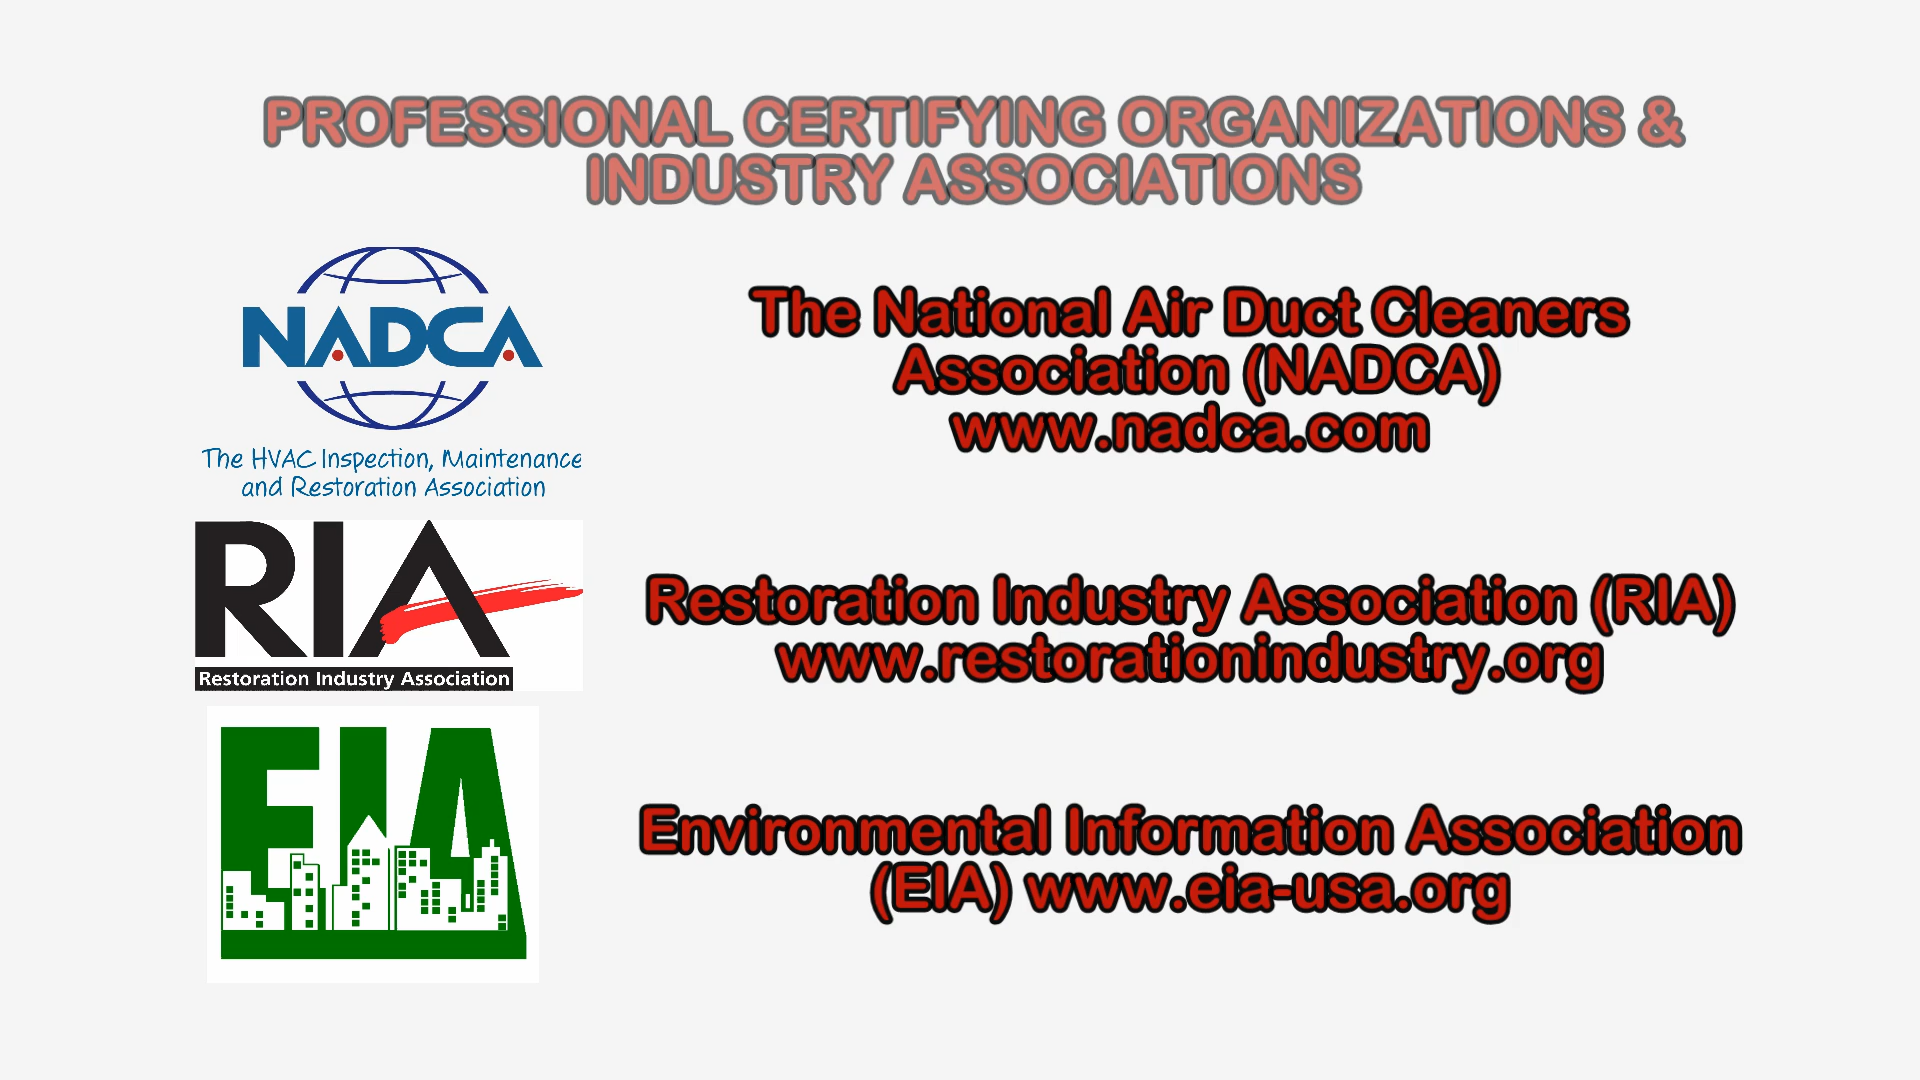 PROFESSIONAL CERTIFYING ORGANIZATIONS &
INDUSTRY ASSOCIATIONS
NADCA
The HVAC Inspection, Maintenance
and Restoration Association
The National Air Duct Cleaners
Association (NADCA)
www.nadca.com
RIA
Restoration Industry Association
Restoration Industry Association (RIA)
www.restorationindustry.org
EIA
Environmental Information Association
(EIA) www.eia-usa.org